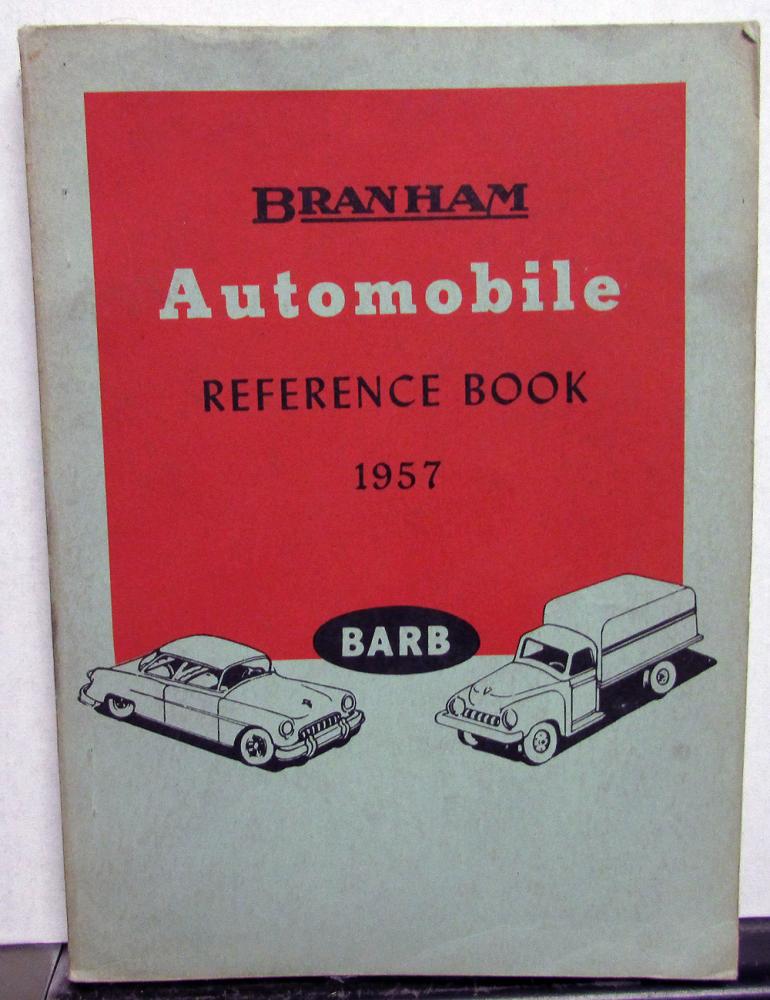 BRANHAM
Automobile
REFERENCE BOOK
1957
BARB